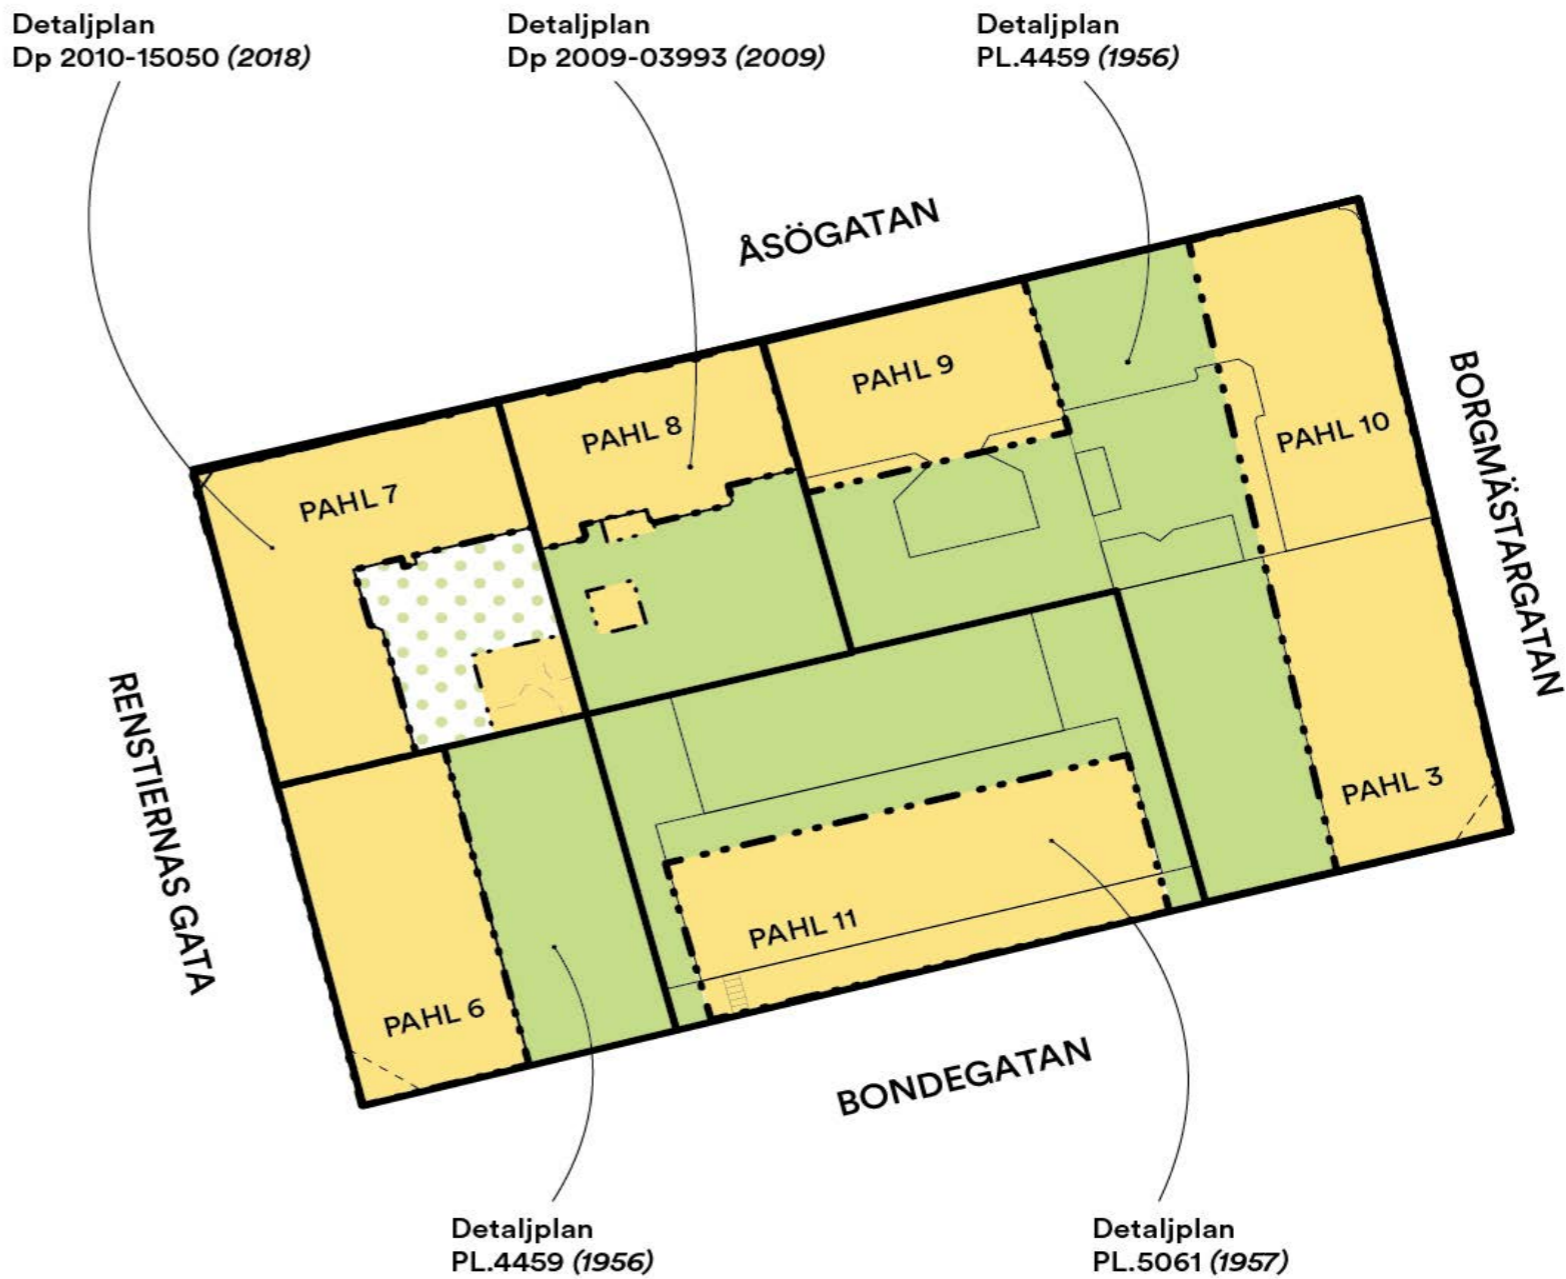 Detaljplan
Dp 2010-15050 (2018)
Detaljplan
Dp 2009-03993 (2009)
Detaljplan
PL.4459 (1956)
ÅSÖGATAN
PAHL 9
PAHL 8
PAHL 10
PAHL 7
BORGMÄSTARGATAN
RENSTIERNAS GATA
PAHL 3
PAHL 11
PAHL 6
BONDEGATAN
Detaljplan
PL.4459 (1956)
Detaljplan
PL.5061 (1957)